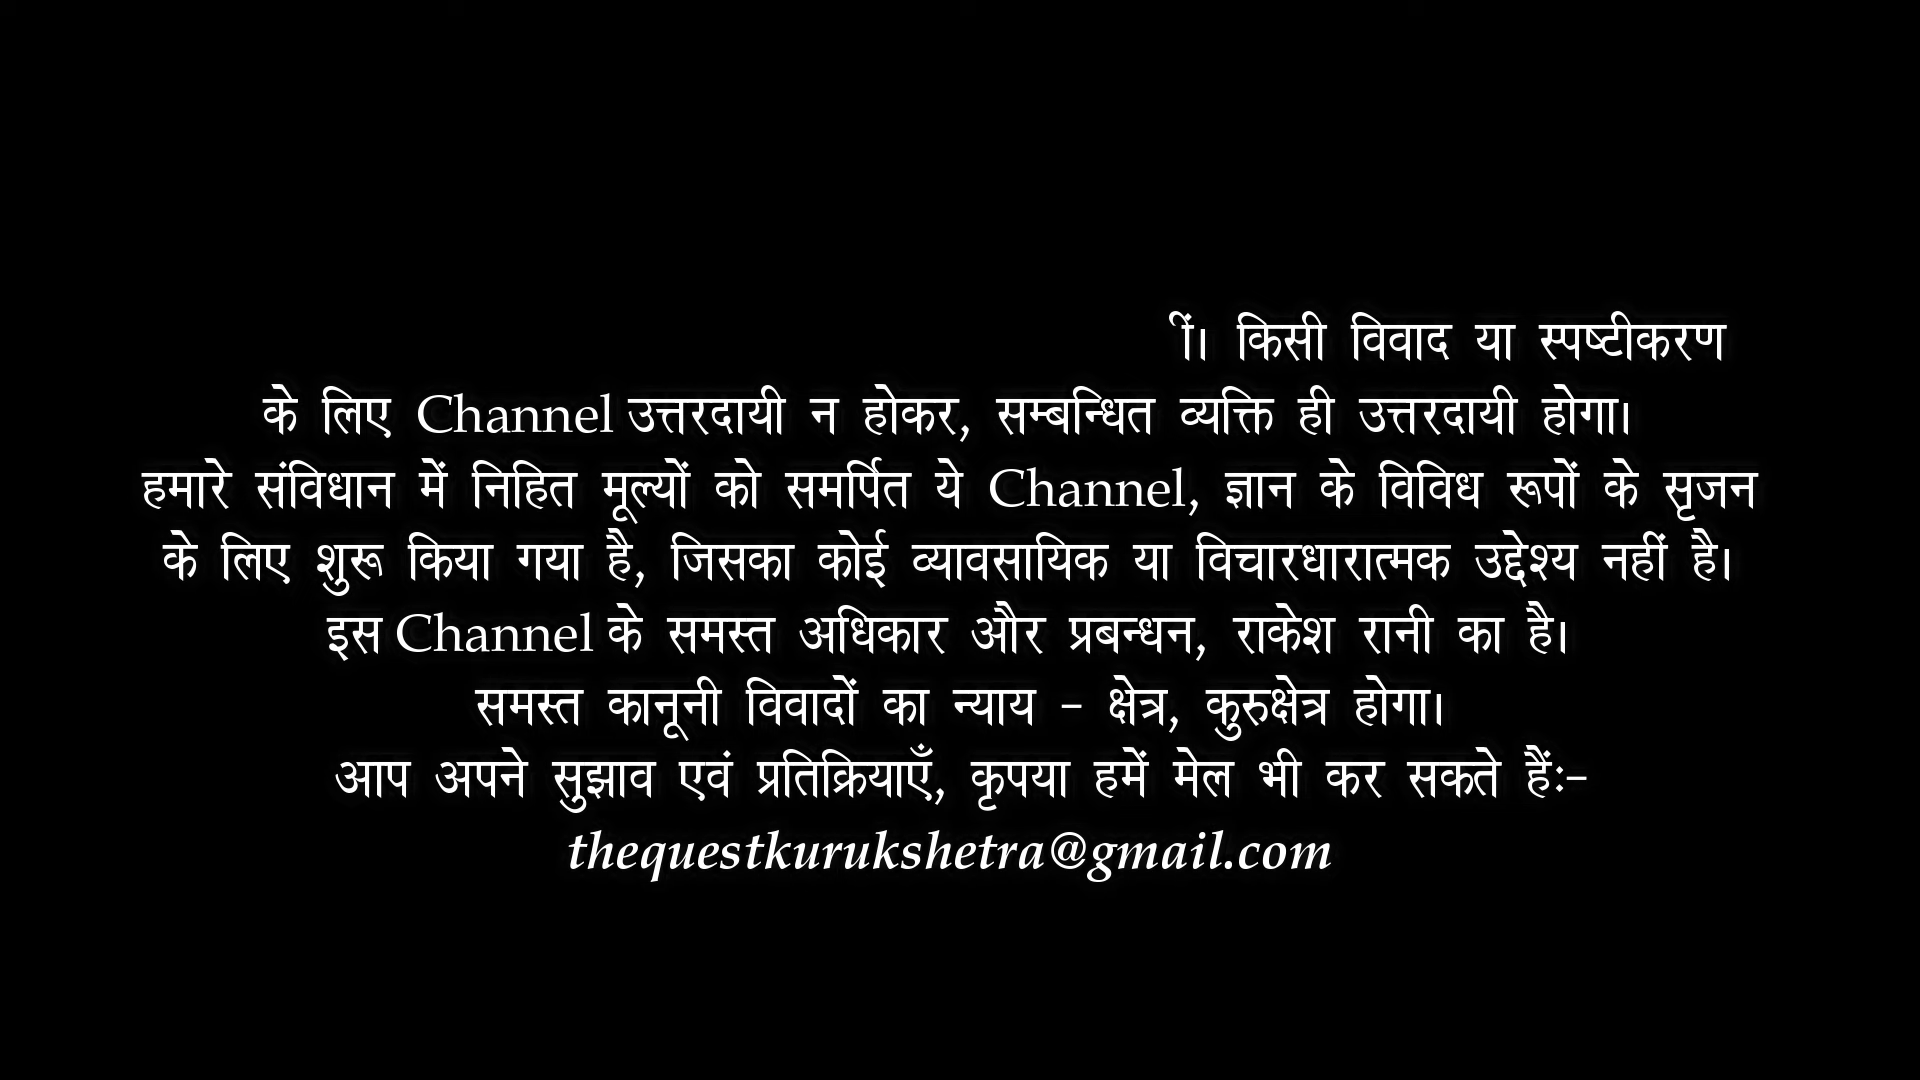 किसी विवाद या स्पष्टीकरण
के लिए Channel उत्तरदायी न होकर, सम्बन्धित व्यक्ति ही उत्तरदायी होगा।
हमारे संविधान में निहित मूल्यों को समर्पित ये Channel, ज्ञान के विविध रूपों के सृजन
के लिए शुरू किया गया है, जिसका कोई व्यावसायिक या विचारधारात्मक उद्देश्य नहीं है।
इस Channel के समस्त अधिकार और प्रबन्धन, राकेश रानी का है।
समस्त कानूनी विवादों का न्याय - क्षेत्र, कुरुक्षेत्र होगा।
आप अपने सुझाव एवं प्रतिक्रियाएँ, कृपया हमें मेल भी कर सकते हैंः-
thequestkurukshetra@gmail.com